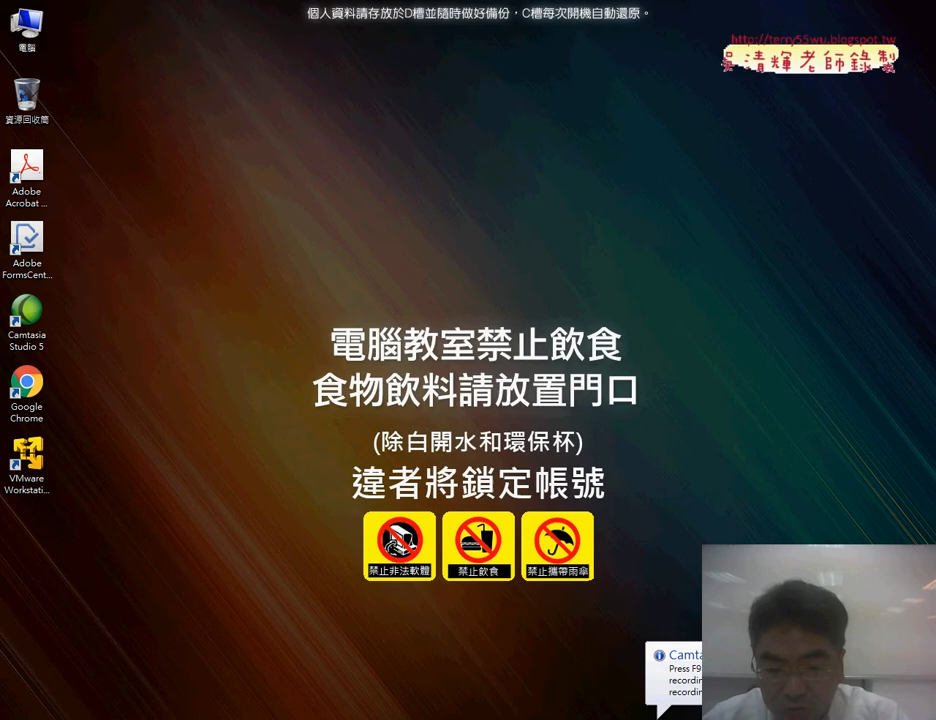 個人資料請存放於D槽並隨時做好備份，C槽每次開機自動還原。
http://terry55wu.blogspot.tw
吳清輝老師錄製
電腦
資源回收筒
Adobe
Acrobat ...
Adobe
FormsCent...
Camtasia
Studio 5
Google
Chrome
VMware
Workstati...
電腦教室禁止飲食
食物飲料請放置門口
(除白開水和環保杯)
違者將鎖定帳號
禁止非法軟體
禁止飲食
禁止攜帶雨傘
Camta
Press F9
recordin
recordin